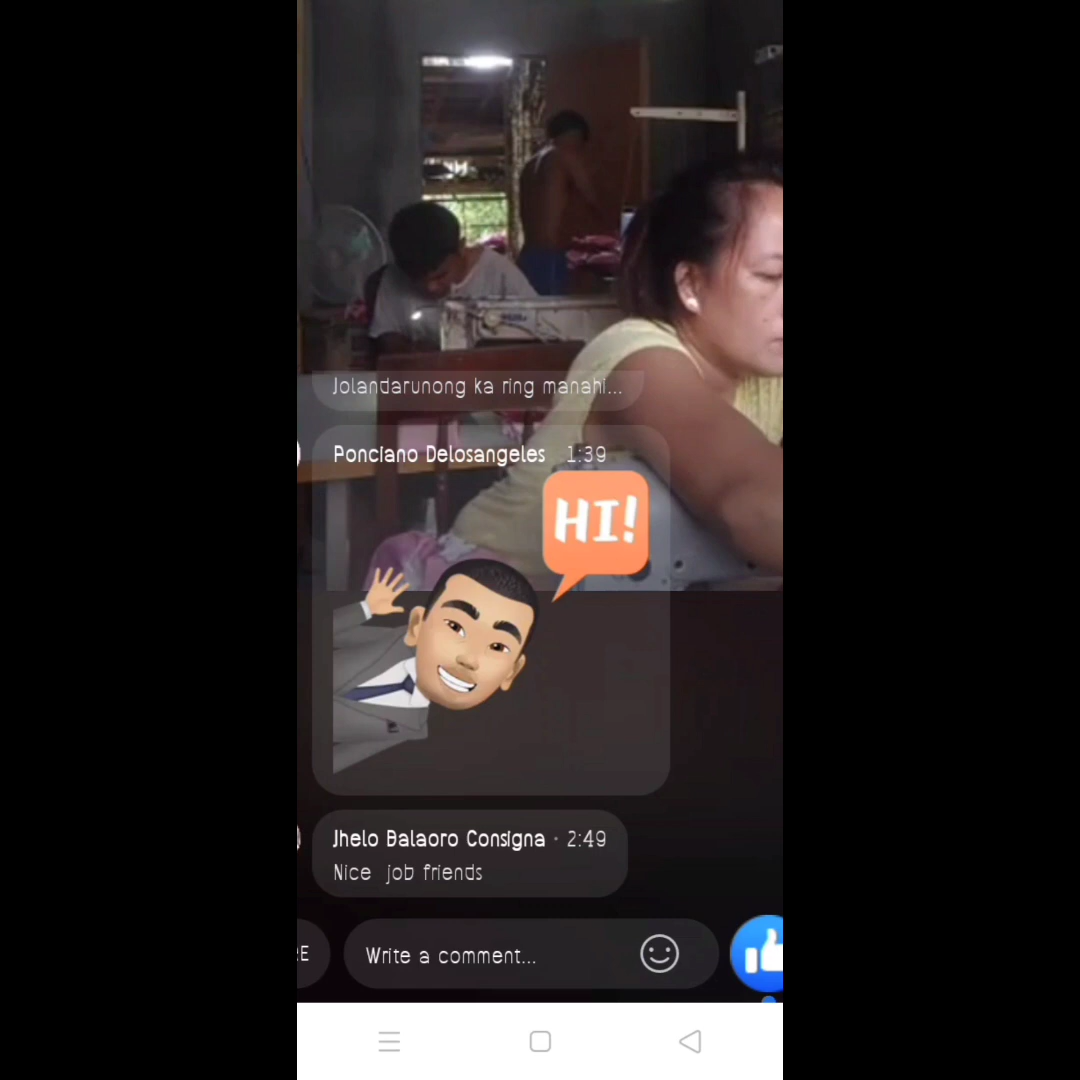 Jolandarunong ka ring manahi...
Ponciano Delosangeles 1:39
HI!
Jhelo Balaoro Consigna · 2:49
Nice job friends
Write a comment...